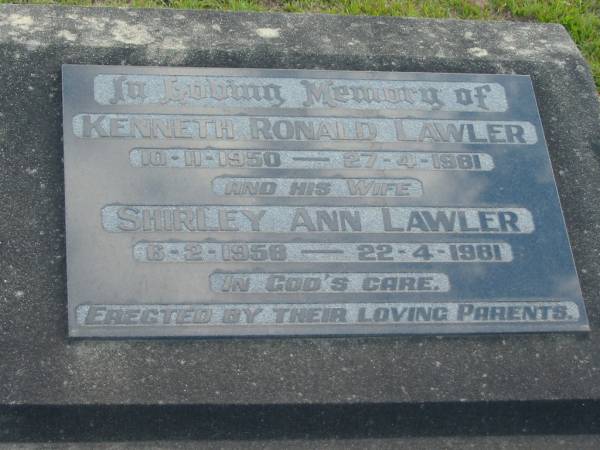 In Loving Memory of
KENNETH RONALD LAWLER
10-11-1950 — 27-4-1981
AND HIS WIFE
SHIRLEY ANN LAWLER
6-2-1958 — 22-4-1981
IN GOD'S CARE.
ERECTED BY THEIR LOVING PARENTS.